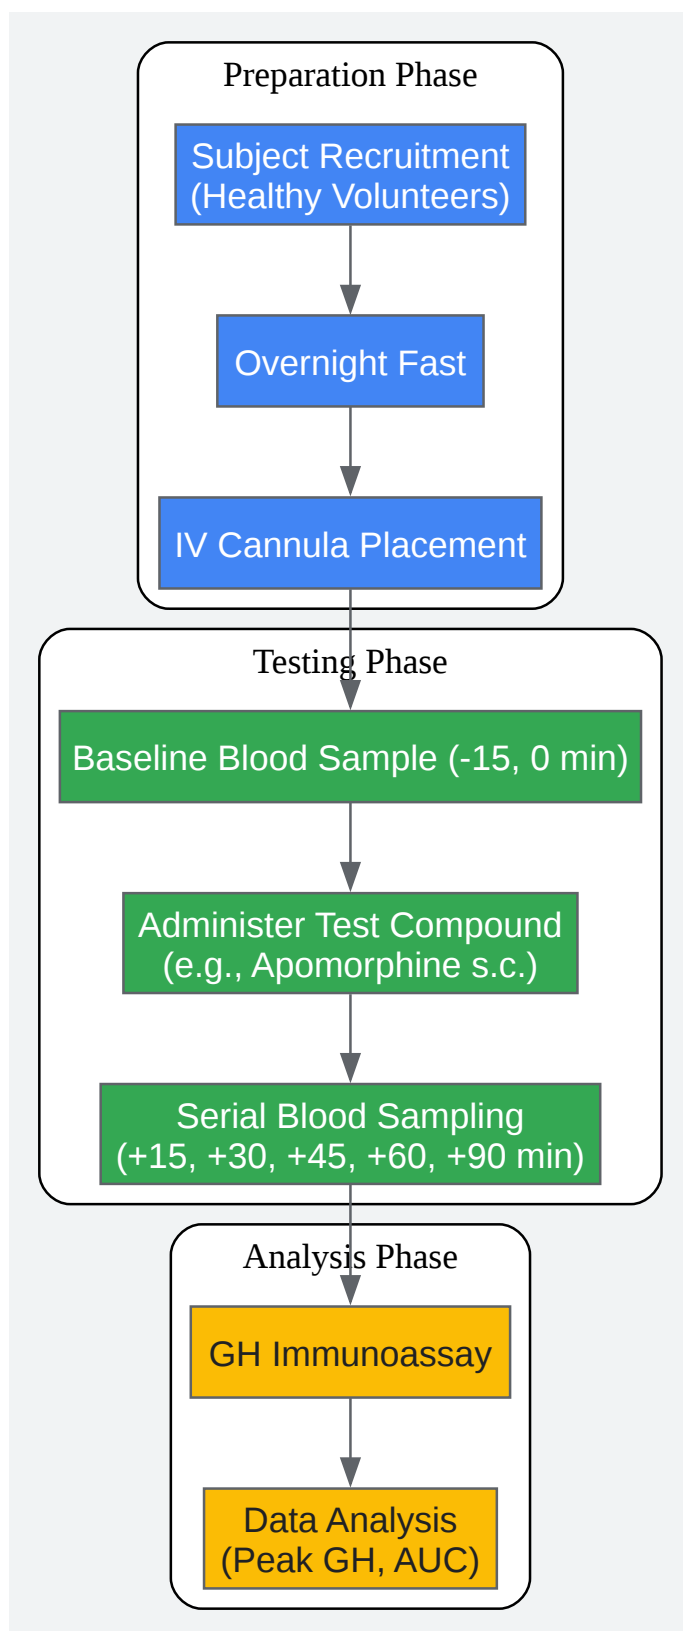 Preparation Phase
Subject Recruitment
(Healthy Volunteers)
Overnight Fast
IV Cannula Placement
Testing Phase
Baseline Blood Sample (-15, 0 min)
Administer Test Compound
(e.g., Apomorphine s.c.)
Serial Blood Sampling
(+15, +30, +45, +60, +90 min)
Analysis Phase
GH Immunoassay
Data Analysis
(Peak GH, AUC)